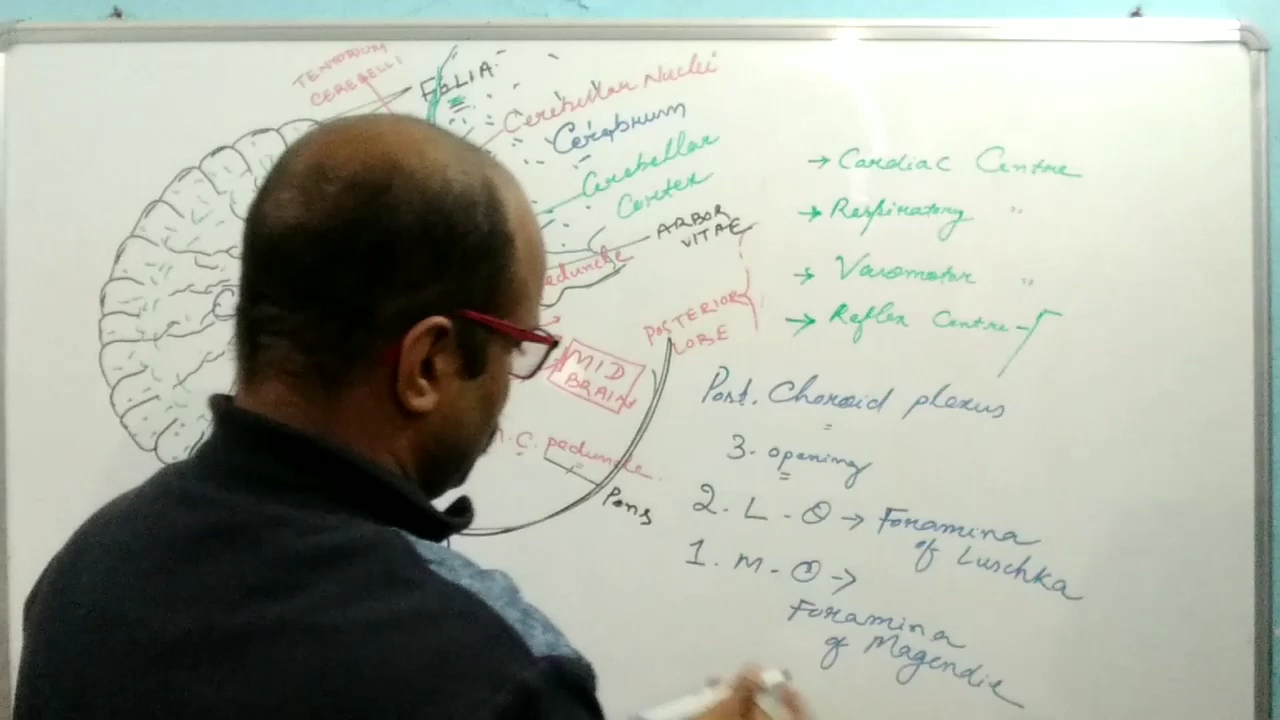 TENTORIUM
CEREBELLI
FOLIA
Cerebellar Nuclei
Cerebrum
Cerebellar
Cortex
ARBOR
VITAE
peduncle
POSTERIOR
LOBE
MID
BRAIN
C. peduncle
Pons
→ Cardiac Centre
→ Respiratory "
→ Vasomotor "
→ Reflex Centre
Post. Choroid plexus
3. opening
2. L - O → Foramina
of Luschka
1. M - O →
Foramina
of Magendie